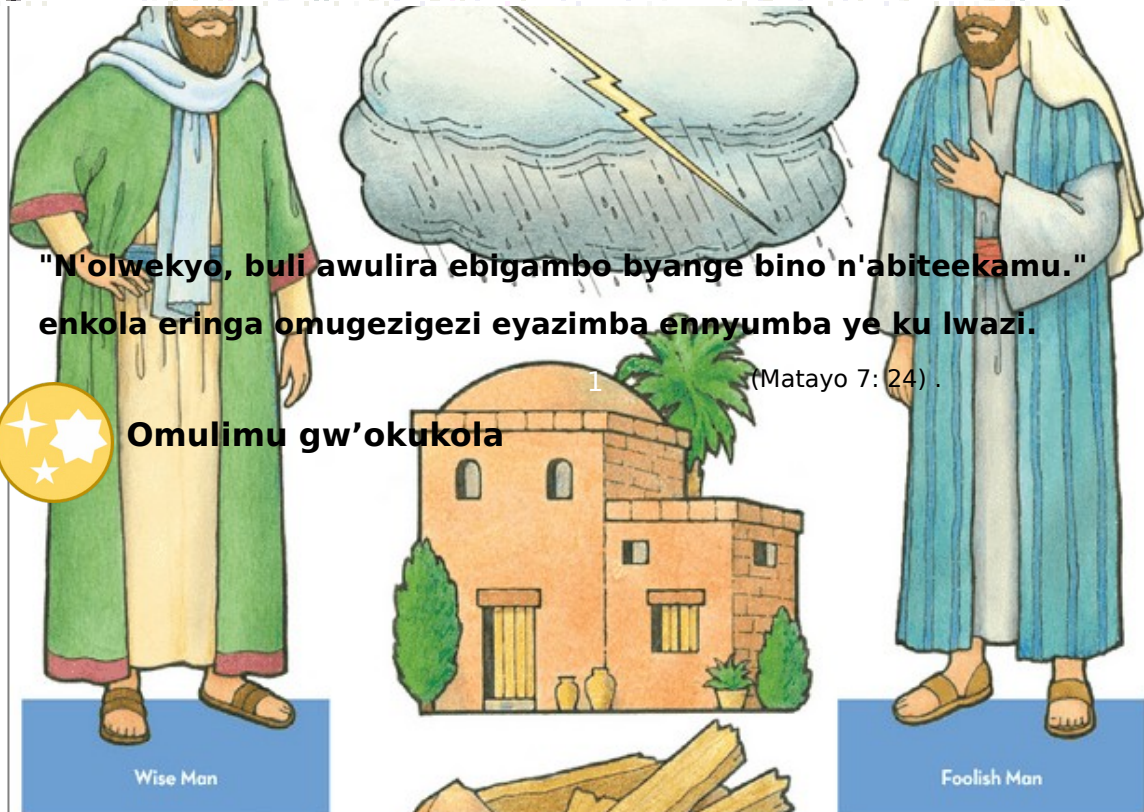 "N'olwekyo, buli awulira ebigambo byange bino n'abiteekamu."
enkola eringa omugezigezi eyazimba ennyumba ye ku lwazi.
1
(Matayo 7: 24) .
Omulimu gw’okukola
Wise Man
Foolish Man